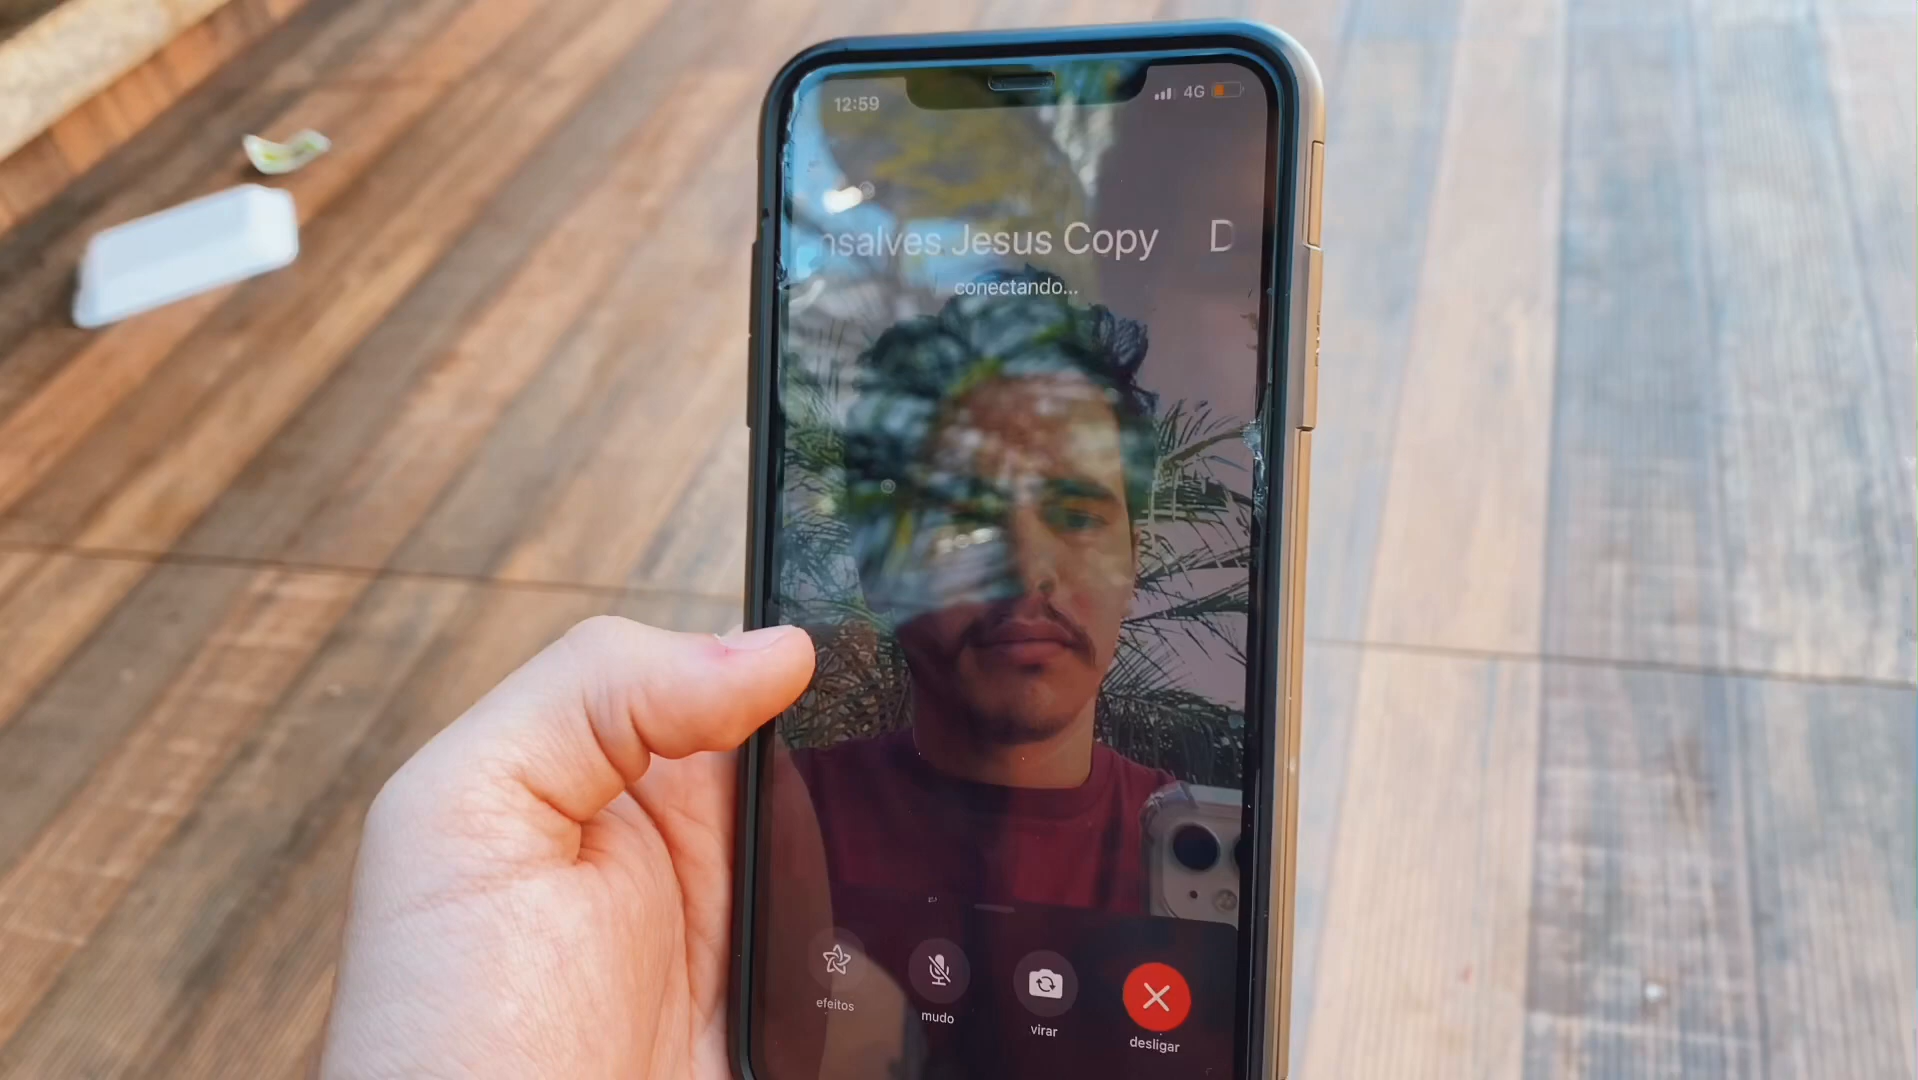 12:59 4G
nsalves Jesus Copy D
conectando...
efeitos
mudo
virar
desligar